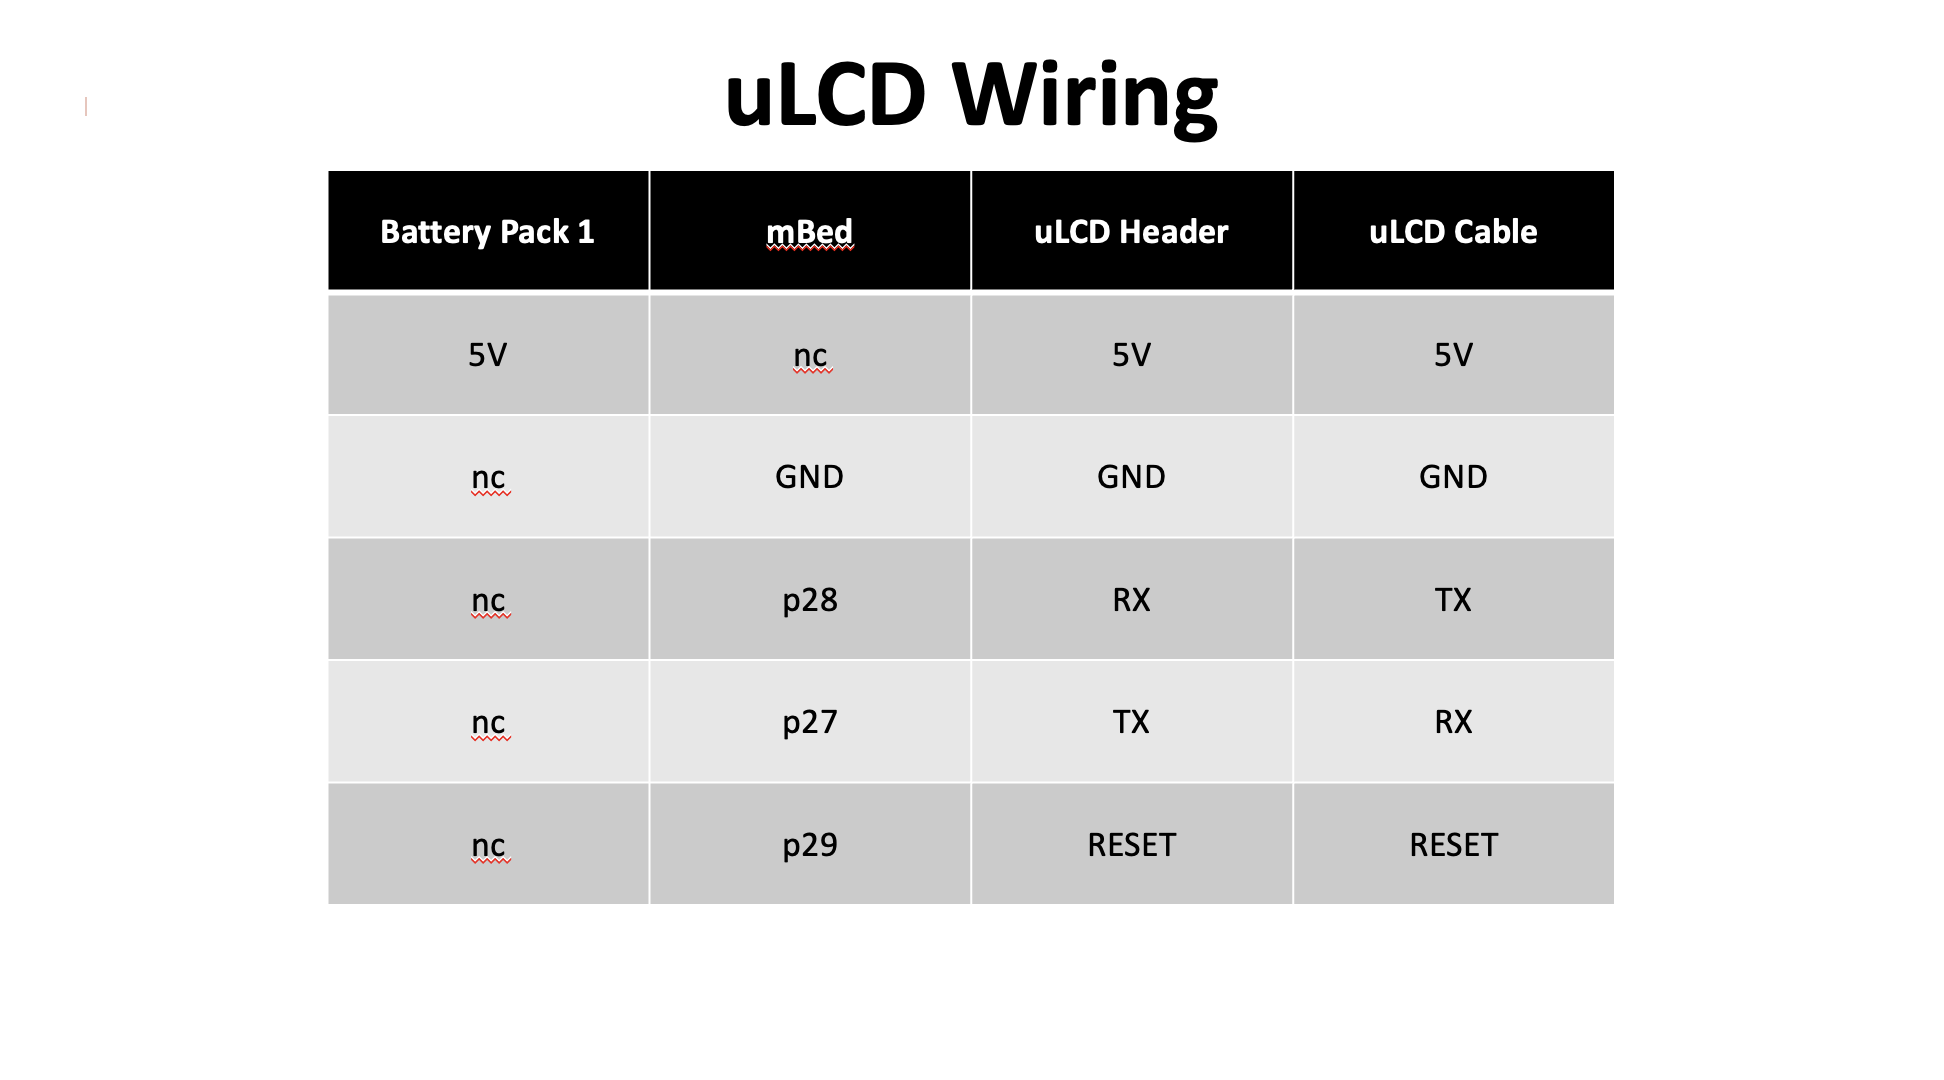 uLCD Wiring
Battery Pack 1 mBed uLCD Header uLCD Cable
5V nc 5V 5V
nc GND GND GND
nc p28 RX TX
nc p27 TX RX
nc p29 RESET RESET